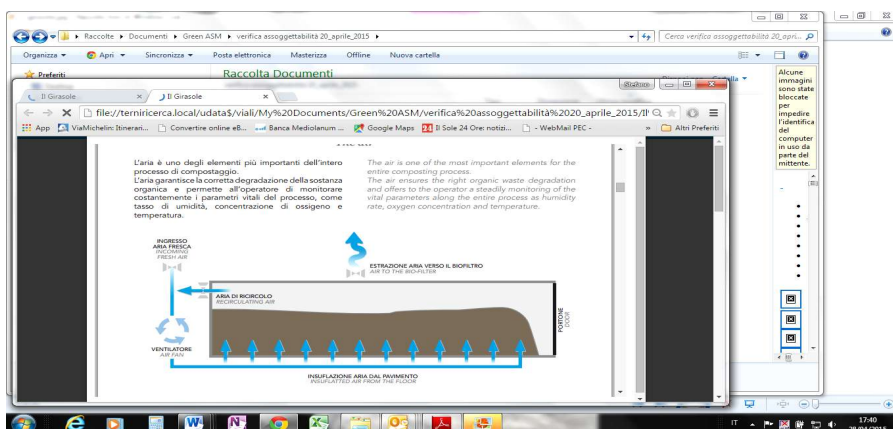 Raccolte ▸ Documenti ▸ Green ASM ▸ verifica assoggettabilità 20_aprile_2015 ▸
Cerca verifica assoggettabilità 20_apri...
Organizza
Apri
Sincronizza
Posta elettronica
Masterizza
Offline
Nuova cartella
Preferiti
Raccolta Documenti
Stefano
Il Girasole
Il Girasole
file://terniricerca.local/udata$/viali/My%20Documents/Green%20ASM/verifica%20assoggettabilità%2020_aprile_2015/Il
App
ViaMichelin: Itinerari...
Convertire online eB...
Banca Mediolanum ...
Google Maps
Il Sole 24 Ore: notizi...
- WebMail PEC -
»
Altri Preferiti
Alcune
immagini
sono state
bloccate
per
impedire
l'identifica
del
computer
in uso da
parte del
mittente.
L'aria è uno degli elementi più importanti dell'intero
processo di compostaggio.
L'aria garantisce la corretta degradazione della sostanza
organica e permette all'operatore di monitorare
costantemente i parametri vitali del processo, come
tasso di umidità, concentrazione di ossigeno e
temperatura.
The air is one of the most important elements for the
entire composting process.
The air ensures the right organic waste degradation
and offers to the operator a steadily monitoring of the
vital parameters along the entire process as humidity
rate, oxygen concentration and temperature.
INGRESSO
ARIA FRESCA
INCOMING
FRESH AIR
ESTRAZIONE ARIA VERSO IL BIOFILTRO
AIR TO THE BIO-FILTER
ARIA DI RICIRCOLO
RECIRCULATING AIR
PORTONE
DOOR
VENTILATORE
AIR FAN
INSUFLAZIONE ARIA DAL PAVIMENTO
INSUFLATTED AIR FROM THE FLOOR
IT
17:40